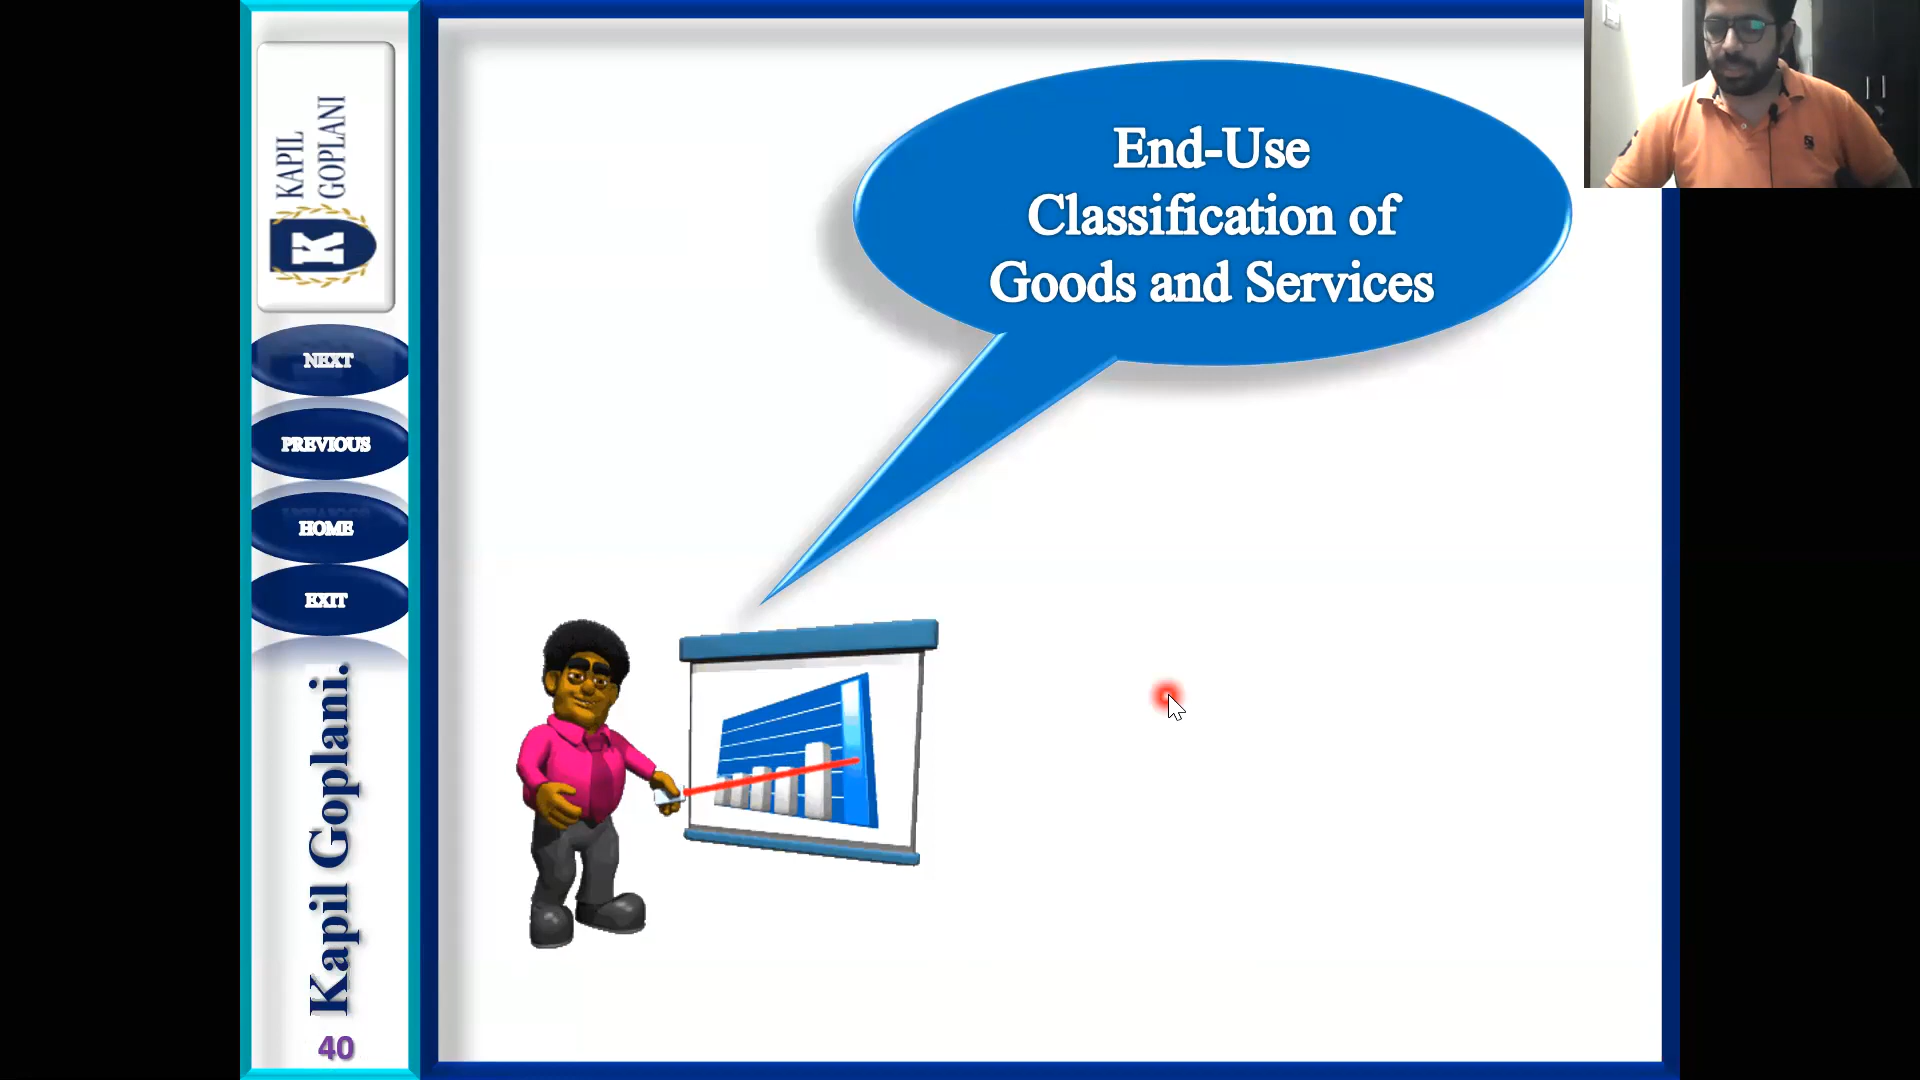 KAPIL
GOPLANI
K
NEXT
PREVIOUS
HOME
EXIT
Kapil Goplani.
40
End-Use
Classification of
Goods and Services